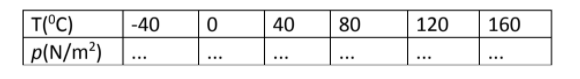 T(⁰C) -40 0 40 80 120 160
p(N/m²) ... ... ... ... ... ...